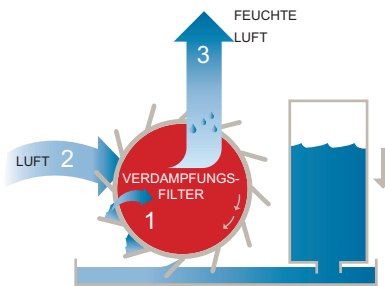 FEUCHTE
LUFT
3
LUFT 2
VERDAMPFUNGS-
FILTER
1